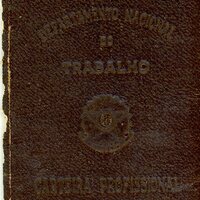 DEPARTAMENTO NACIONAL
DO
TRABALHO
CARTEIRA PROFISSIONAL